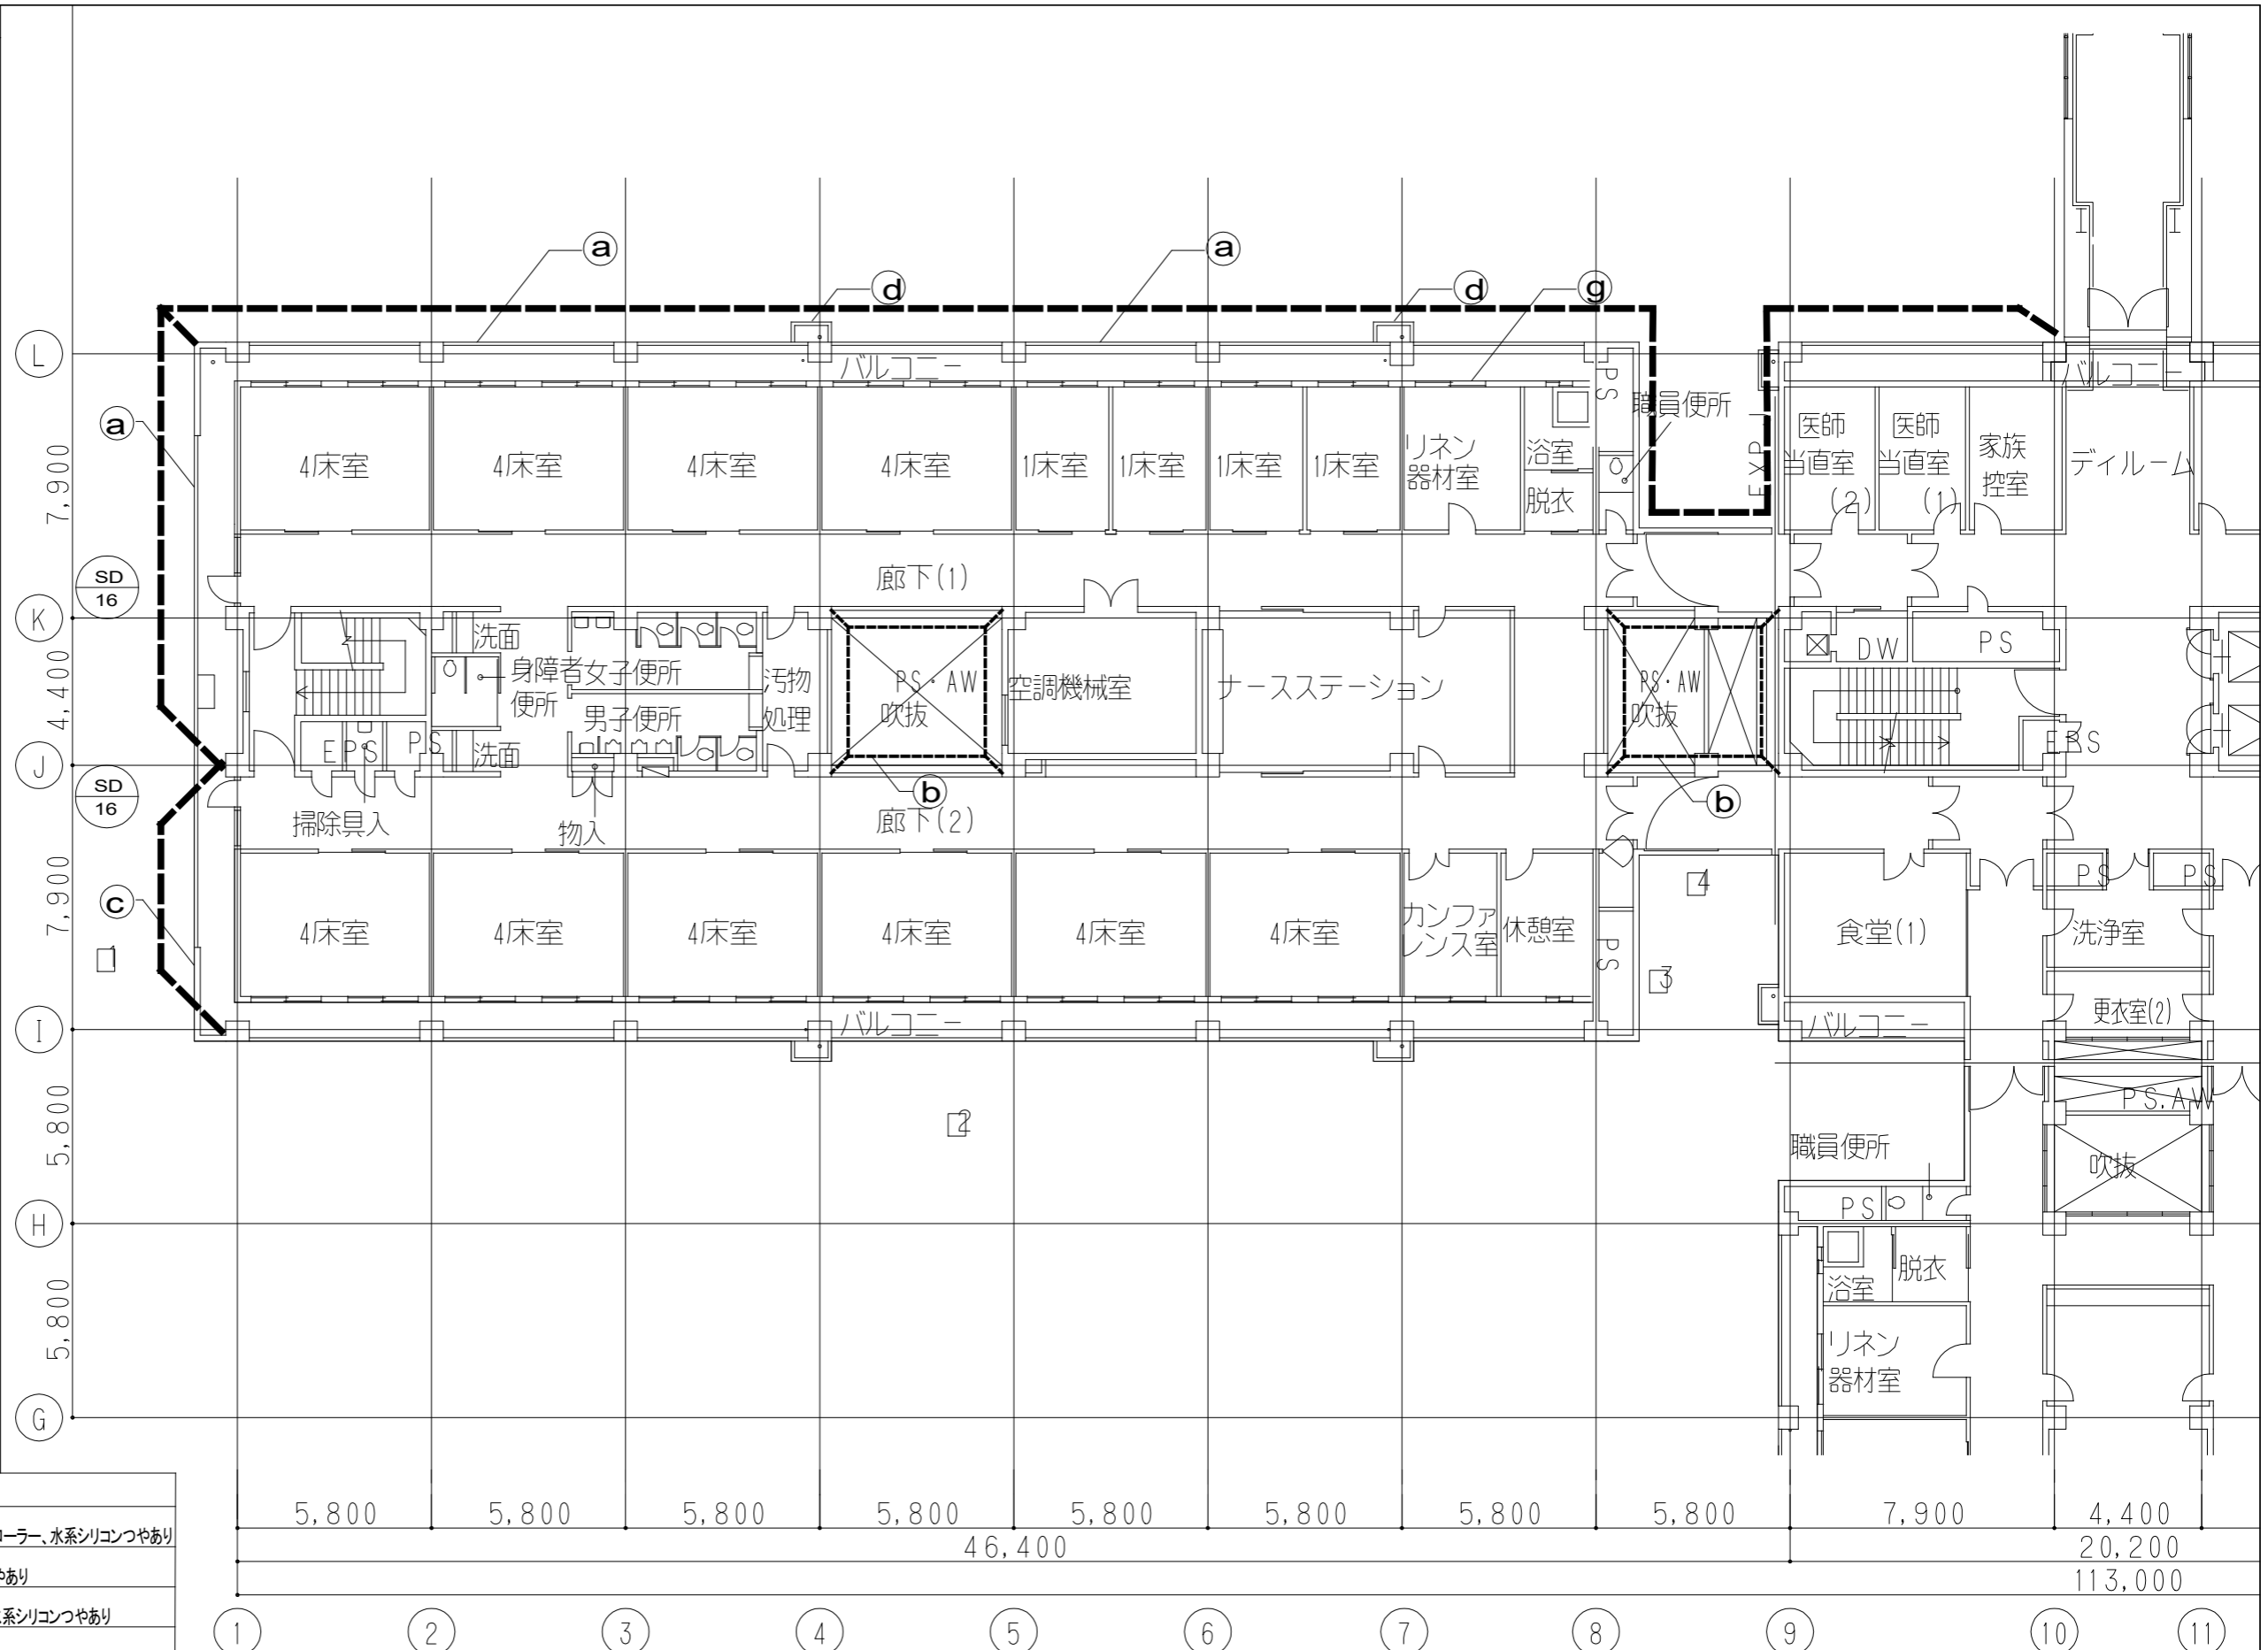 a
a
d
d
g
L
バルコニー
バルコニー
PS
職員便所
a
7,900
4床室
4床室
4床室
4床室
1床室
1床室
1床室
1床室
リネン
器材室
浴室
脱衣
EXP.J
医師
当直室
(2)
医師
当直室
(1)
家族
控室
デイルーム
SD
16
廊下(1)
K
洗面
身障者
便所
女子便所
男子便所
汚物
処理
PS・AW
吹抜
空調機械室
ナースステーション
PS・AW
吹抜
DW
PS
4,400
EPS
PS
洗面
EPS
J
SD
16
b
b
掃除具入
物入
廊下(2)
7,900
c
1
4床室
4床室
4床室
4床室
4床室
4床室
カンファ
レンス室
休憩室
PS
4
3
食堂(1)
PS
PS
洗浄室
更衣室(2)
I
バルコニー
バルコニー
5,800
2
PS.AW
職員便所
吹抜
H
PS
5,800
浴室
脱衣
リネン
器材室
G
5,800
5,800
5,800
5,800
5,800
5,800
5,800
5,800
7,900
4,400
ローラー、水系シリコンつやあり
46,400
20,200
やあり
113,000
系シリコンつやあり
1
2
3
4
5
6
7
8
9
10
11